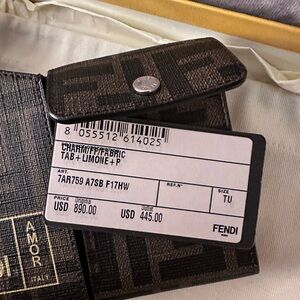 8 055512 614025
CHARM/FF/FABRIC
TAB+LIMONE+P
ART.
7AR759 A7SB F17HW
REF.N°
SIZE
TU
PRICE
USD 890.00
USD 445.00
FENDI
AMOR
ITALY